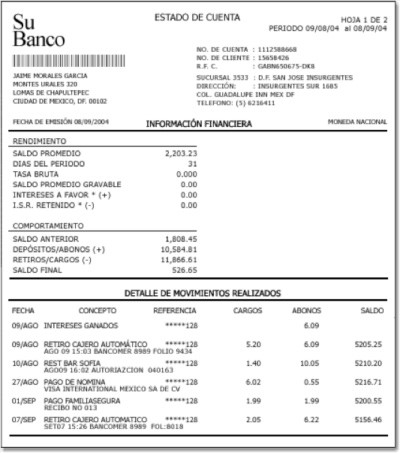 Su
Banco
ESTADO DE CUENTA
HOJA 1 DE 2
PERIODO 09/08/04 al 08/09/04
NO. DE CUENTA : 1112588668
NO. DE CLIENTE : 15658426
R.F. C. : GABN650675-DK8
JAIME MORALES GARCIA
MONTES URALES 320
LOMAS DE CHAPULTEPEC
CIUDAD DE MEXICO, DF. 00102
SUCURSAL 3533 : D.F. SAN JOSE INSURGENTES
DIRECCIÓN: : INSURGENTES SUR 1685
COL. GUADALUPE INN MEX DF
TELEFONO: (5) 6216411
FECHA DE EMISIÓN 08/09/2004 INFORMACIÓN FINANCIERA MONEDA NACIONAL
RENDIMIENTO
SALDO PROMEDIO 2,203.23
DIAS DEL PERIODO 31
TASA BRUTA 0.000
SALDO PROMEDIO GRAVABLE 0.00
INTERESES A FAVOR * (+) 0.00
I.S.R. RETENIDO * (-) 0.00
COMPORTAMIENTO
SALDO ANTERIOR 1,808.45
DEPÓSITOS/ABONOS (+) 10,584.81
RETIROS/CARGOS (-) 11,866.61
SALDO FINAL 526.65
DETALLE DE MOVIMIENTOS REALIZADOS
FECHA CONCEPTO REFERENCIA CARGOS ABONOS SALDO
09/AGO INTERESES GANADOS *****128 6.09
09/AGO RETIRO CAJERO AUTOMÁTICO *****128 5.20 6.09 5205.25
AGO 09 15:03 BANCOMER 8989 FOLIO 9434
10/AGO REST BAR SOFIA *****128 1.40 10.05 5210.20
AGO09 16:02 AUTORIAZCION 040163
27/AGO PAGO DE NOMINA *****128 6.02 0.55 5216.71
VISA INTERNATIONAL MEXICO SA DE CV
01/SEP PAGO FAMILIASEGURA *****128 1.99 1.99 5200.55
RECIBO NO 013
07/SEP RETIRO CAJERO AUTOMATICO *****128 2.05 6.22 5156.46
SET07 15:26 BANCOMER 8989 FOL:8018